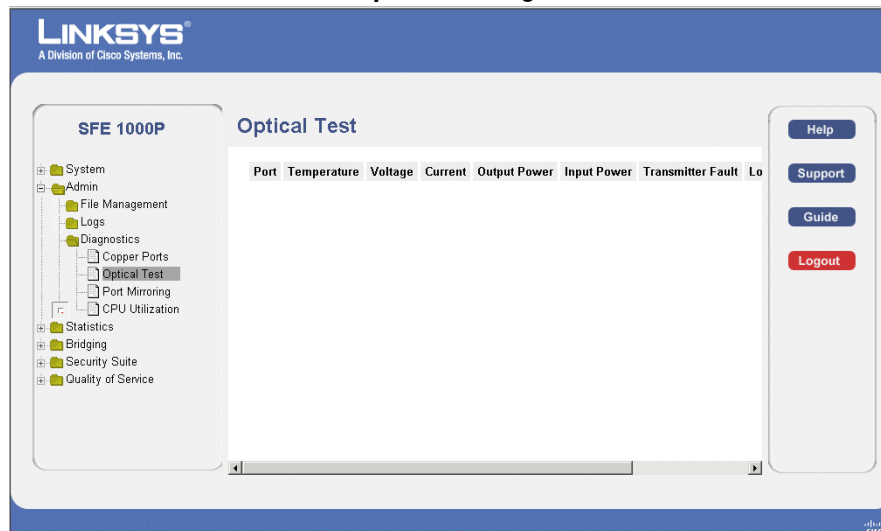 LINKSYS®
A Division of Cisco Systems, Inc.
SFE 1000P
System
Admin
File Management
Logs
Diagnostics
Copper Ports
Optical Test
Port Mirroring
CPU Utilization
Statistics
Bridging
Security Suite
Quality of Service
Optical Test
Port Temperature Voltage Current Output Power Input Power Transmitter Fault Lo
Help
Support
Guide
Logout